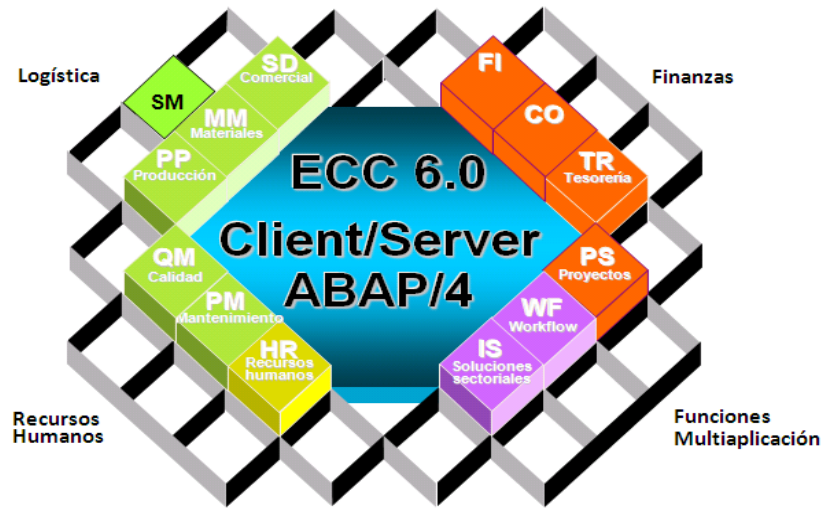 Logística
SM
SD
Comercial
MM
Materiales
PP
Producción
FI
CO
TR
Tesorería
Finanzas
ECC 6.0
Client/Server
ABAP/4
QM
Calidad
PM
Mantenimiento
HR
Recursos
humanos
PS
Proyectos
WF
Workflow
IS
Soluciones
sectoriales
Recursos
Humanos
Funciones
Multiaplicación